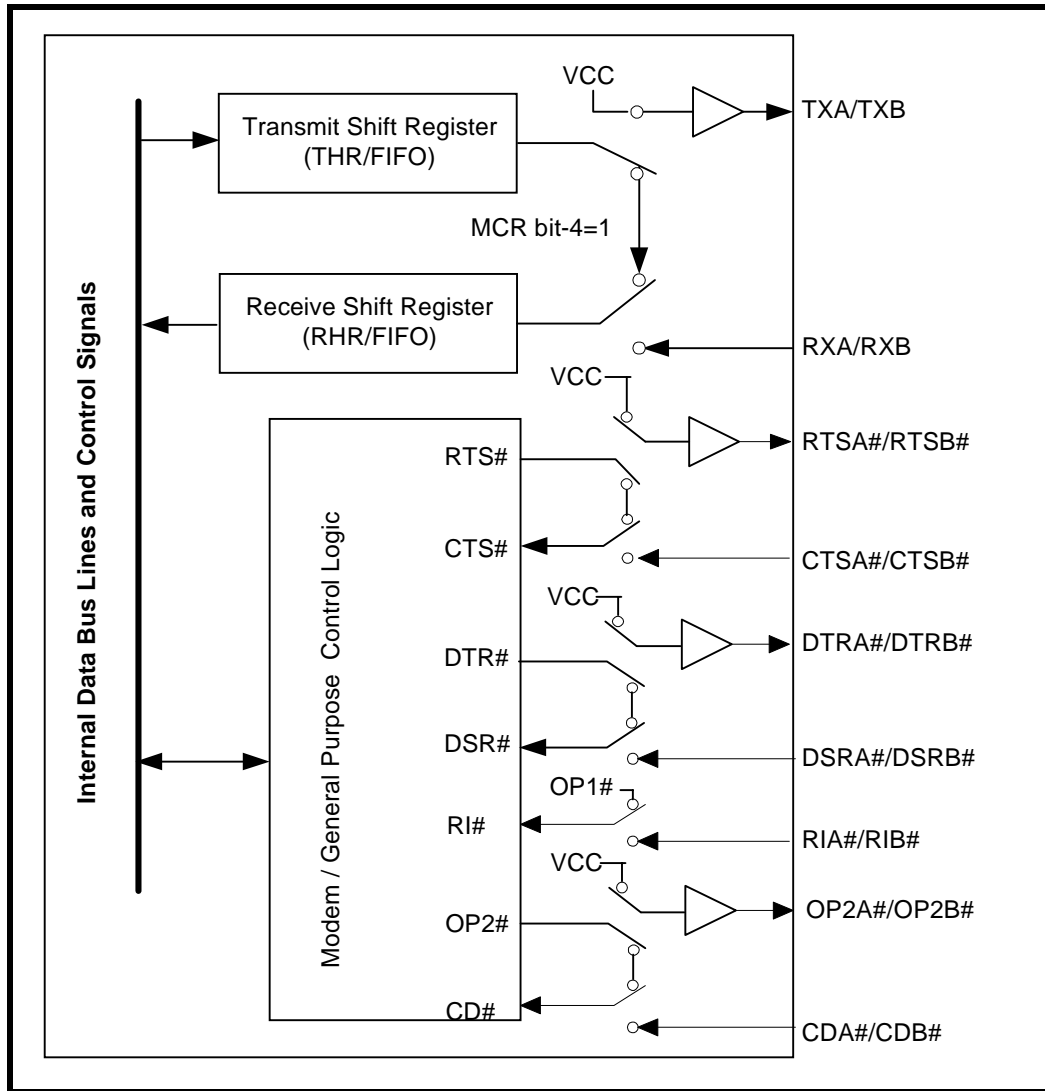 VCC
TXA/TXB
Transmit Shift Register
(THR/FIFO)
MCR bit-4=1
Receive Shift Register
(RHR/FIFO)
RXA/RXB
Internal Data Bus Lines and Control Signals
VCC
RTSA#/RTSB#
Modem / General Purpose Control Logic
RTS#
CTS#
CTSA#/CTSB#
VCC
DTRA#/DTRB#
DTR#
DSR#
DSRA#/DSRB#
OP1#
RI#
RIA#/RIB#
VCC
OP2A#/OP2B#
OP2#
CD#
CDA#/CDB#